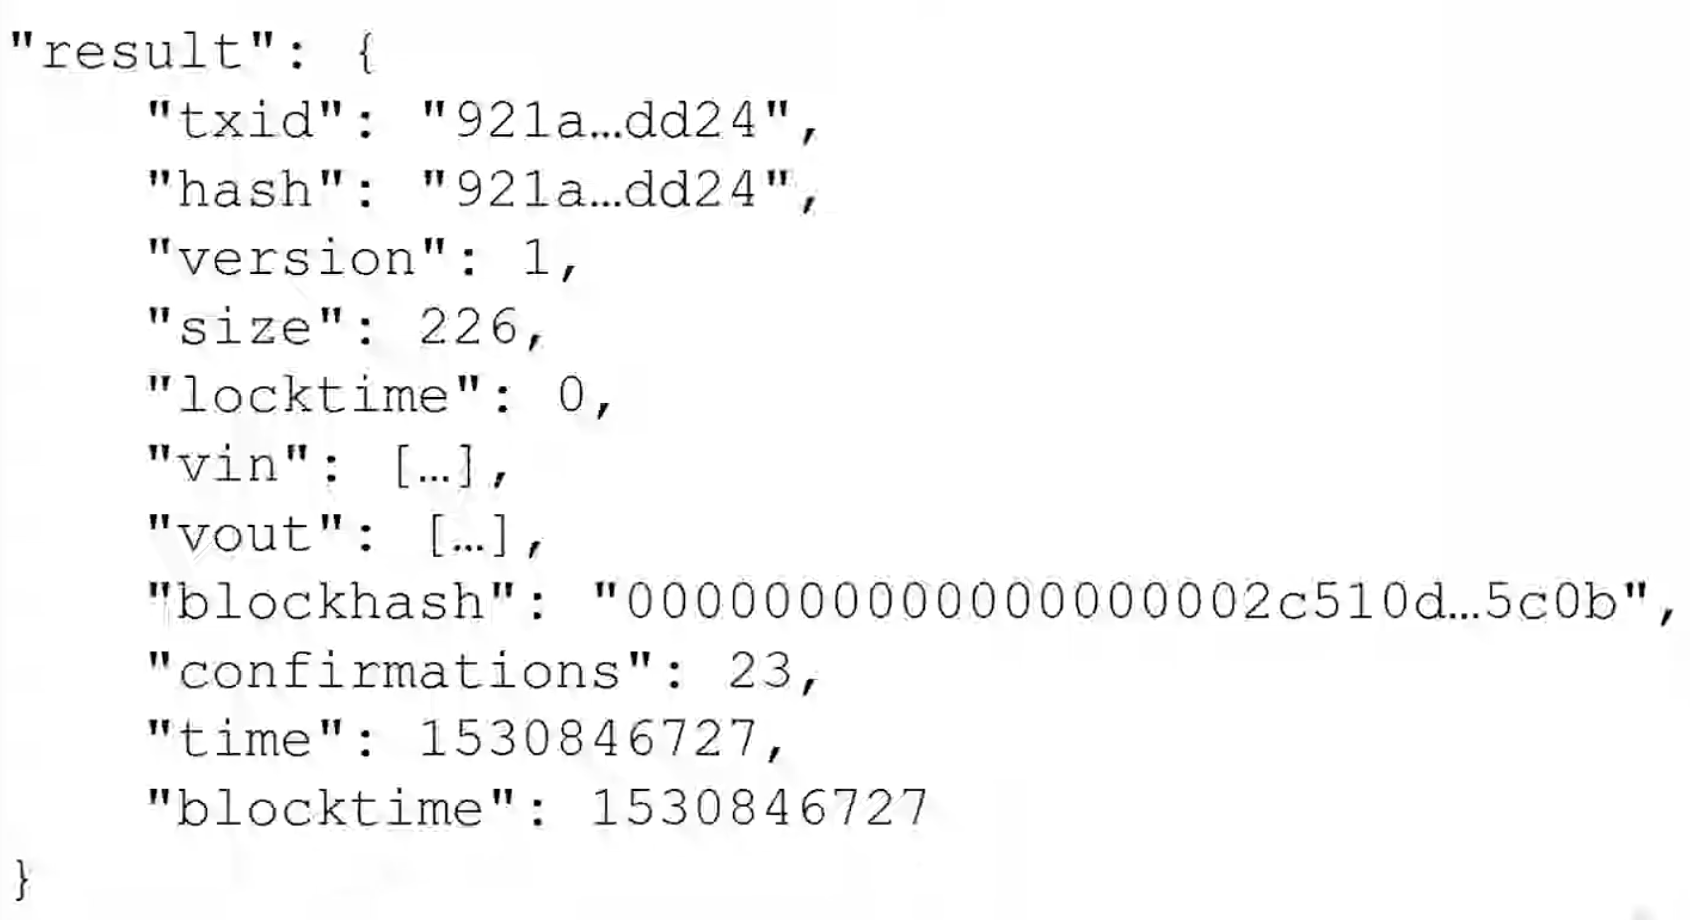 "result": {
"txid": "921a…dd24",
"hash": "921a…dd24",
"version": 1,
"size": 226,
"locktime": 0,
"vin": […],
"vout": […],
"blockhash": "0000000000000000002c510d…5c0b",
"confirmations": 23,
"time": 1530846727,
"blocktime": 1530846727
}